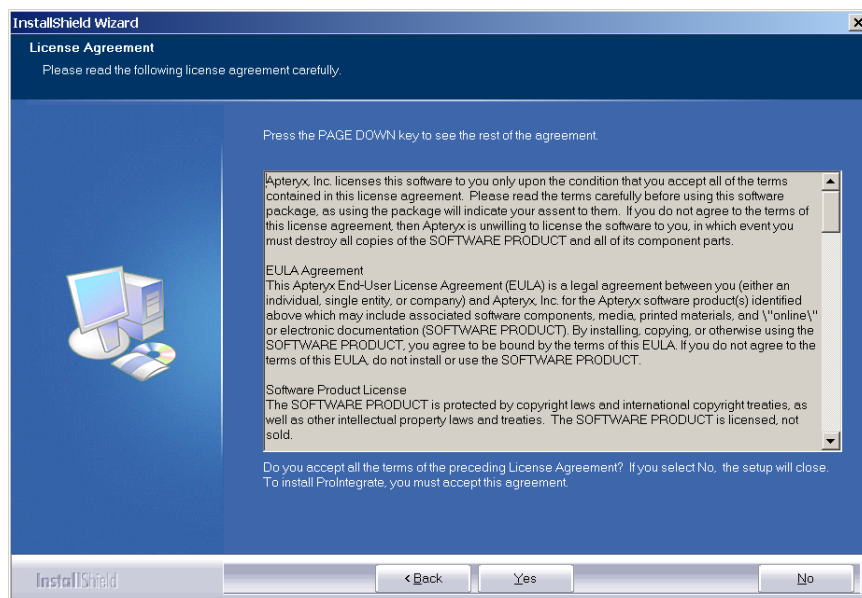 InstallShield Wizard
License Agreement
Please read the following license agreement carefully.
Press the PAGE DOWN key to see the rest of the agreement.
Apteryx, Inc. licenses this software to you only upon the condition that you accept all of the terms
contained in this license agreement.  Please read the terms carefully before using this software
package, as using the package will indicate your assent to them.  If you do not agree to the terms of
this license agreement, then Apteryx is unwilling to license the software to you, in which event you
must destroy all copies of the SOFTWARE PRODUCT and all of its component parts.
EULA Agreement
This Apteryx End-User License Agreement (EULA) is a legal agreement between you (either an
individual, single entity, or company) and Apteryx, Inc. for the Apteryx software product(s) identified
above which may include associated software components, media, printed materials, and \"online\"
or electronic documentation (SOFTWARE PRODUCT). By installing, copying, or otherwise using the
SOFTWARE PRODUCT, you agree to be bound by the terms of this EULA. If you do not agree to the
terms of this EULA, do not install or use the SOFTWARE PRODUCT.
Software Product License
The SOFTWARE PRODUCT is protected by copyright laws and international copyright treaties, as
well as other intellectual property laws and treaties.  The SOFTWARE PRODUCT is licensed, not
sold.
Do you accept all the terms of the preceding License Agreement?  If you select No,  the setup will close.
To install ProIntegrate, you must accept this agreement.
InstallShield
< Back
Yes
No